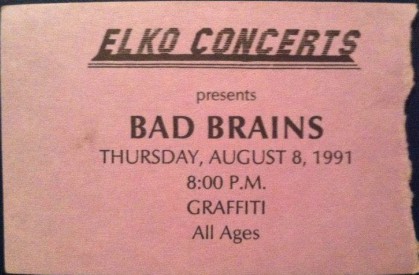 ELKO CONCERTS
presents
BAD BRAINS
THURSDAY, AUGUST 8, 1991
8:00 P.M.
GRAFFITI
All Ages